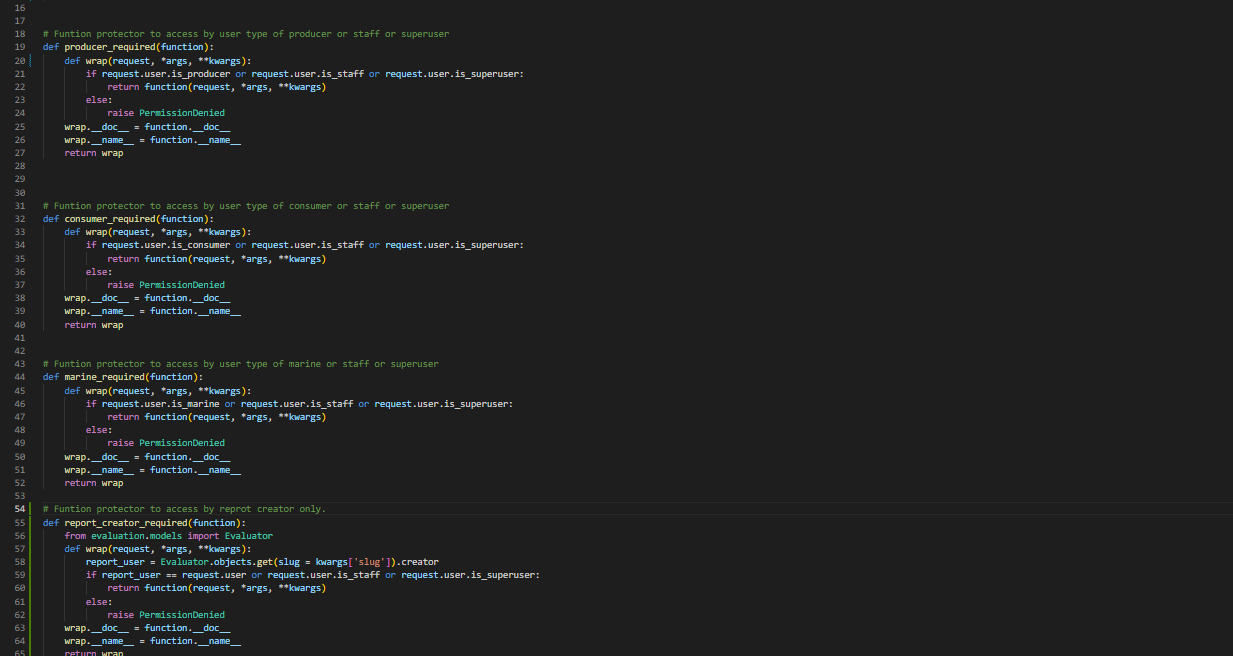 16
17
18 # Funtion protector to access by user type of producer or staff or superuser
19 def producer_required(function):
20     def wrap(request, *args, **kwargs):
21         if request.user.is_producer or request.user.is_staff or request.user.is_superuser:
22             return function(request, *args, **kwargs)
23         else:
24             raise PermissionDenied
25     wrap.__doc__ = function.__doc__
26     wrap.__name__ = function.__name__
27     return wrap
28
29
30
31 # Funtion protector to access by user type of consumer or staff or superuser
32 def consumer_required(function):
33     def wrap(request, *args, **kwargs):
34         if request.user.is_consumer or request.user.is_staff or request.user.is_superuser:
35             return function(request, *args, **kwargs)
36         else:
37             raise PermissionDenied
38     wrap.__doc__ = function.__doc__
39     wrap.__name__ = function.__name__
40     return wrap
41
42
43 # Funtion protector to access by user type of marine or staff or superuser
44 def marine_required(function):
45     def wrap(request, *args, **kwargs):
46         if request.user.is_marine or request.user.is_staff or request.user.is_superuser:
47             return function(request, *args, **kwargs)
48         else:
49             raise PermissionDenied
50     wrap.__doc__ = function.__doc__
51     wrap.__name__ = function.__name__
52     return wrap
53
54 # Funtion protector to access by reprot creator only.
55 def report_creator_required(function):
56     from evaluation.models import Evaluator
57     def wrap(request, *args, **kwargs):
58         report_user = Evaluator.objects.get(slug = kwargs['slug']).creator
59         if report_user == request.user or request.user.is_staff or request.user.is_superuser:
60             return function(request, *args, **kwargs)
61         else:
62             raise PermissionDenied
63     wrap.__doc__ = function.__doc__
64     wrap.__name__ = function.__name__
65     return wrap